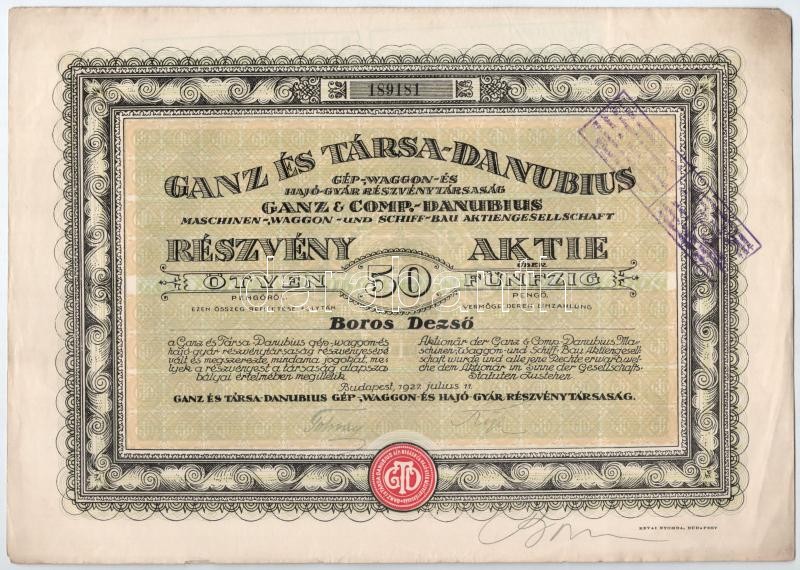 189181
GANZ ÉS TÁRSA-DANUBIUS
GÉP-,WAGGON-ÉS
HAJÓ-GYÁR RÉSZVÉNYTÁRSASÁG
GANZ & COMP.-DANUBIUS
MASCHINEN-,WAGGON-UND SCHIFF-BAU AKTIENGESELLSCHAFT
RÉSZVÉNY AKTIE
ÜBER
ÖTVEN 50 FÜNFZIG
PENGŐRŐL PENGŐ
EZEN ÖSSZEG BEFIZETÉSE FOLYTÁN VERMÖGE DEREN EINZAHLUNG
Boros Dezső
a Ganz és Társa Danubius gép-,waggon-és
hajó-gyár részvénytársaság részvényesévé
vált és megszerezte mindama jogokat, me-
lyek a részvényest a társaság alapsza-
bályai értelmében megilletik.
Aktionär der Ganz & Comp. Danubius Ma-
schinen-,Waggon-und Schiff-Bau Aktiengesell-
schaft wurde und alle jene Rechte erwarb, wel-
che dem Aktionär im Sinne der Gesellschafts-
Statuten zustehen.
Budapest, 1927. július 11.
GANZ ÉS TÁRSA-DANUBIUS GÉP-,WAGGON-ÉS HAJÓ-GYÁR RÉSZVÉNYTÁRSASÁG.
GTD
RÉVAI NYOMDA, BUDAPEST